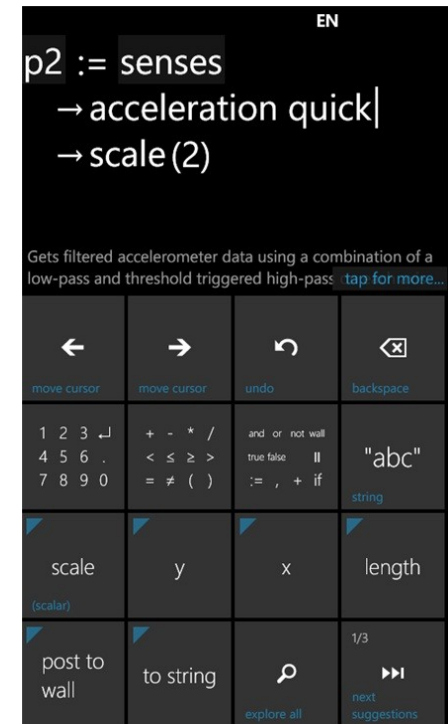 EN
p2 := senses
→ acceleration quick
→ scale (2)
Gets filtered accelerometer data using a combination of a
low-pass and threshold triggered high-pass tap for more...
move cursor
move cursor
undo
backspace
1 2 3 ↵
4 5 6 .
7 8 9 0
+ - * /
< ≤ ≥ >
= ≠ ( )
and or not wall
true false ||
:= , + if
"abc"
string
scale
(scalar)
y
x
length
post to
wall
to string
explore all
1/3
next
suggestions